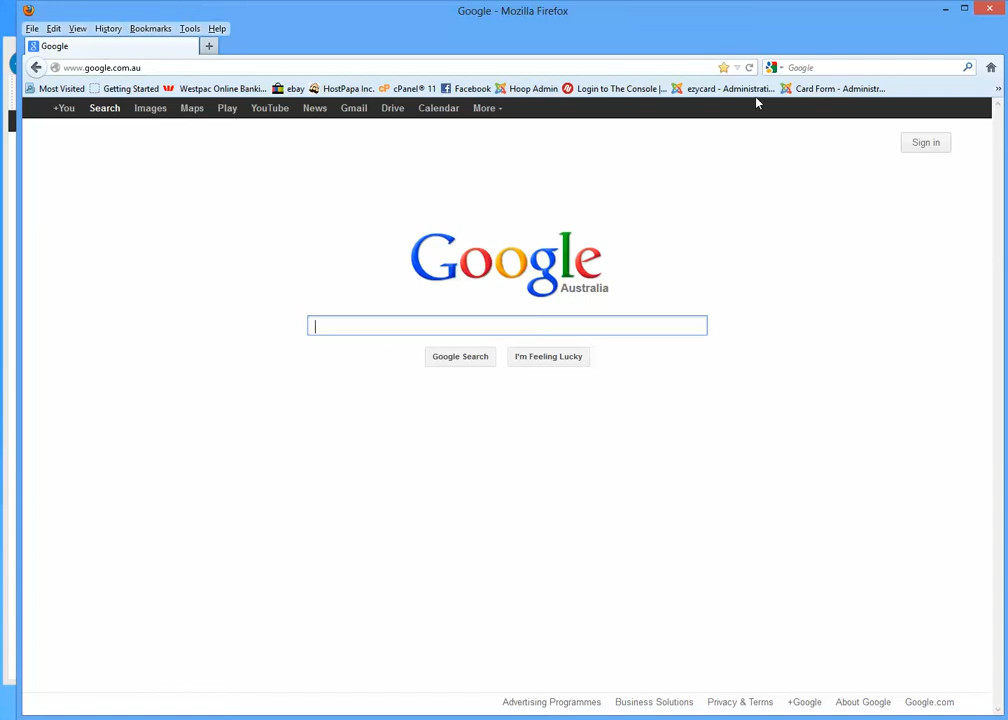 Google - Mozilla Firefox
File Edit View History Bookmarks Tools Help
Google
www.google.com.au Google
Most Visited Getting Started Westpac Online Banki... ebay HostPapa Inc. cPanel® 11 Facebook Hoop Admin Login to The Console |... ezycard - Administrati... Card Form - Administr...
+You Search Images Maps Play YouTube News Gmail Drive Calendar More
Sign in
Google
Australia
Google Search I'm Feeling Lucky
Advertising Programmes Business Solutions Privacy & Terms +Google About Google Google.com